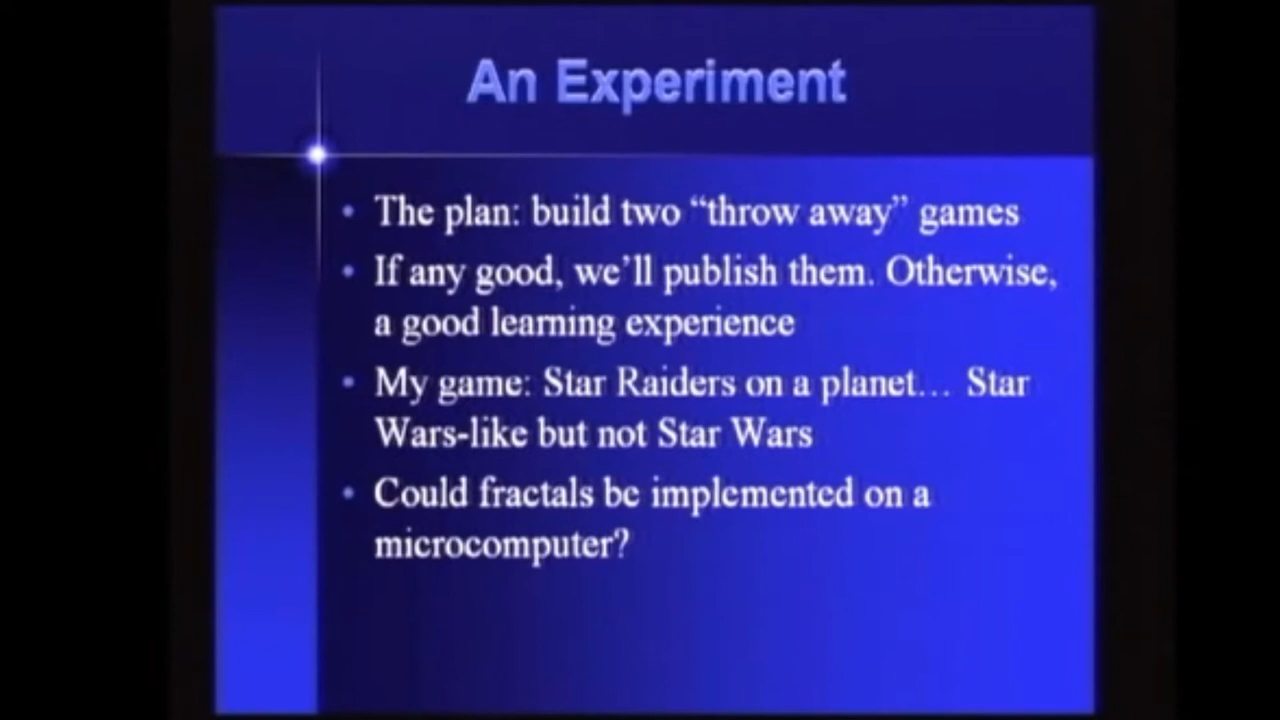 An Experiment
• The plan: build two “throw away” games
• If any good, we’ll publish them. Otherwise,
a good learning experience
• My game: Star Raiders on a planet… Star
Wars-like but not Star Wars
• Could fractals be implemented on a
microcomputer?